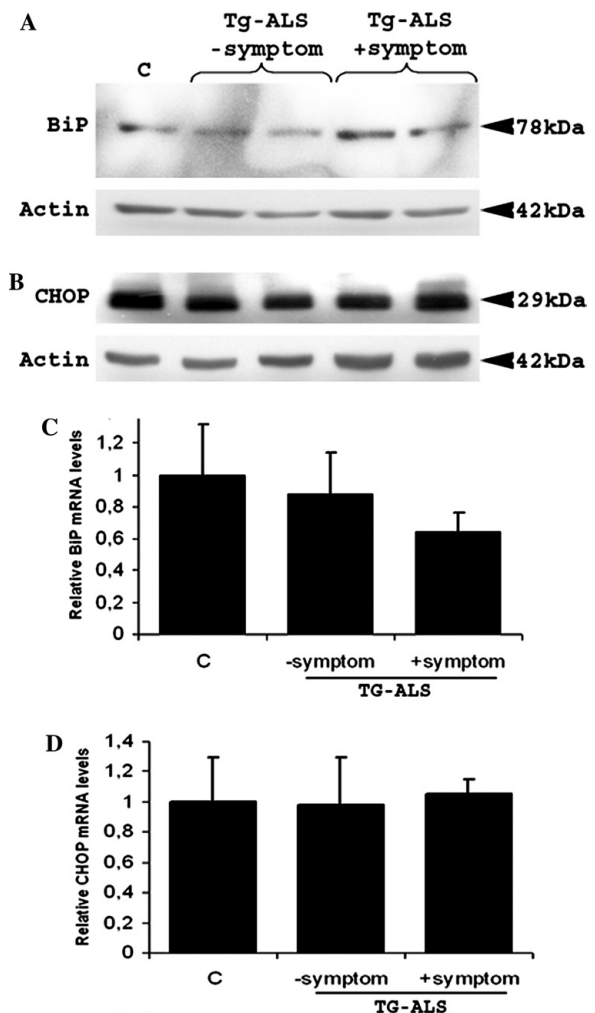 A
Tg-ALS Tg-ALS
-symptom +symptom
C
BiP 78kDa
Actin 42kDa
B
CHOP 29kDa
Actin 42kDa
C
Relative BiP mRNA levels
1,2
1
0,8
0,6
0,4
0,2
0
C -symptom +symptom
TG-ALS
D
Relative CHOP mRNA levels
1,4
1,2
1
0,8
0,6
0,4
0,2
0
C -symptom +symptom
TG-ALS